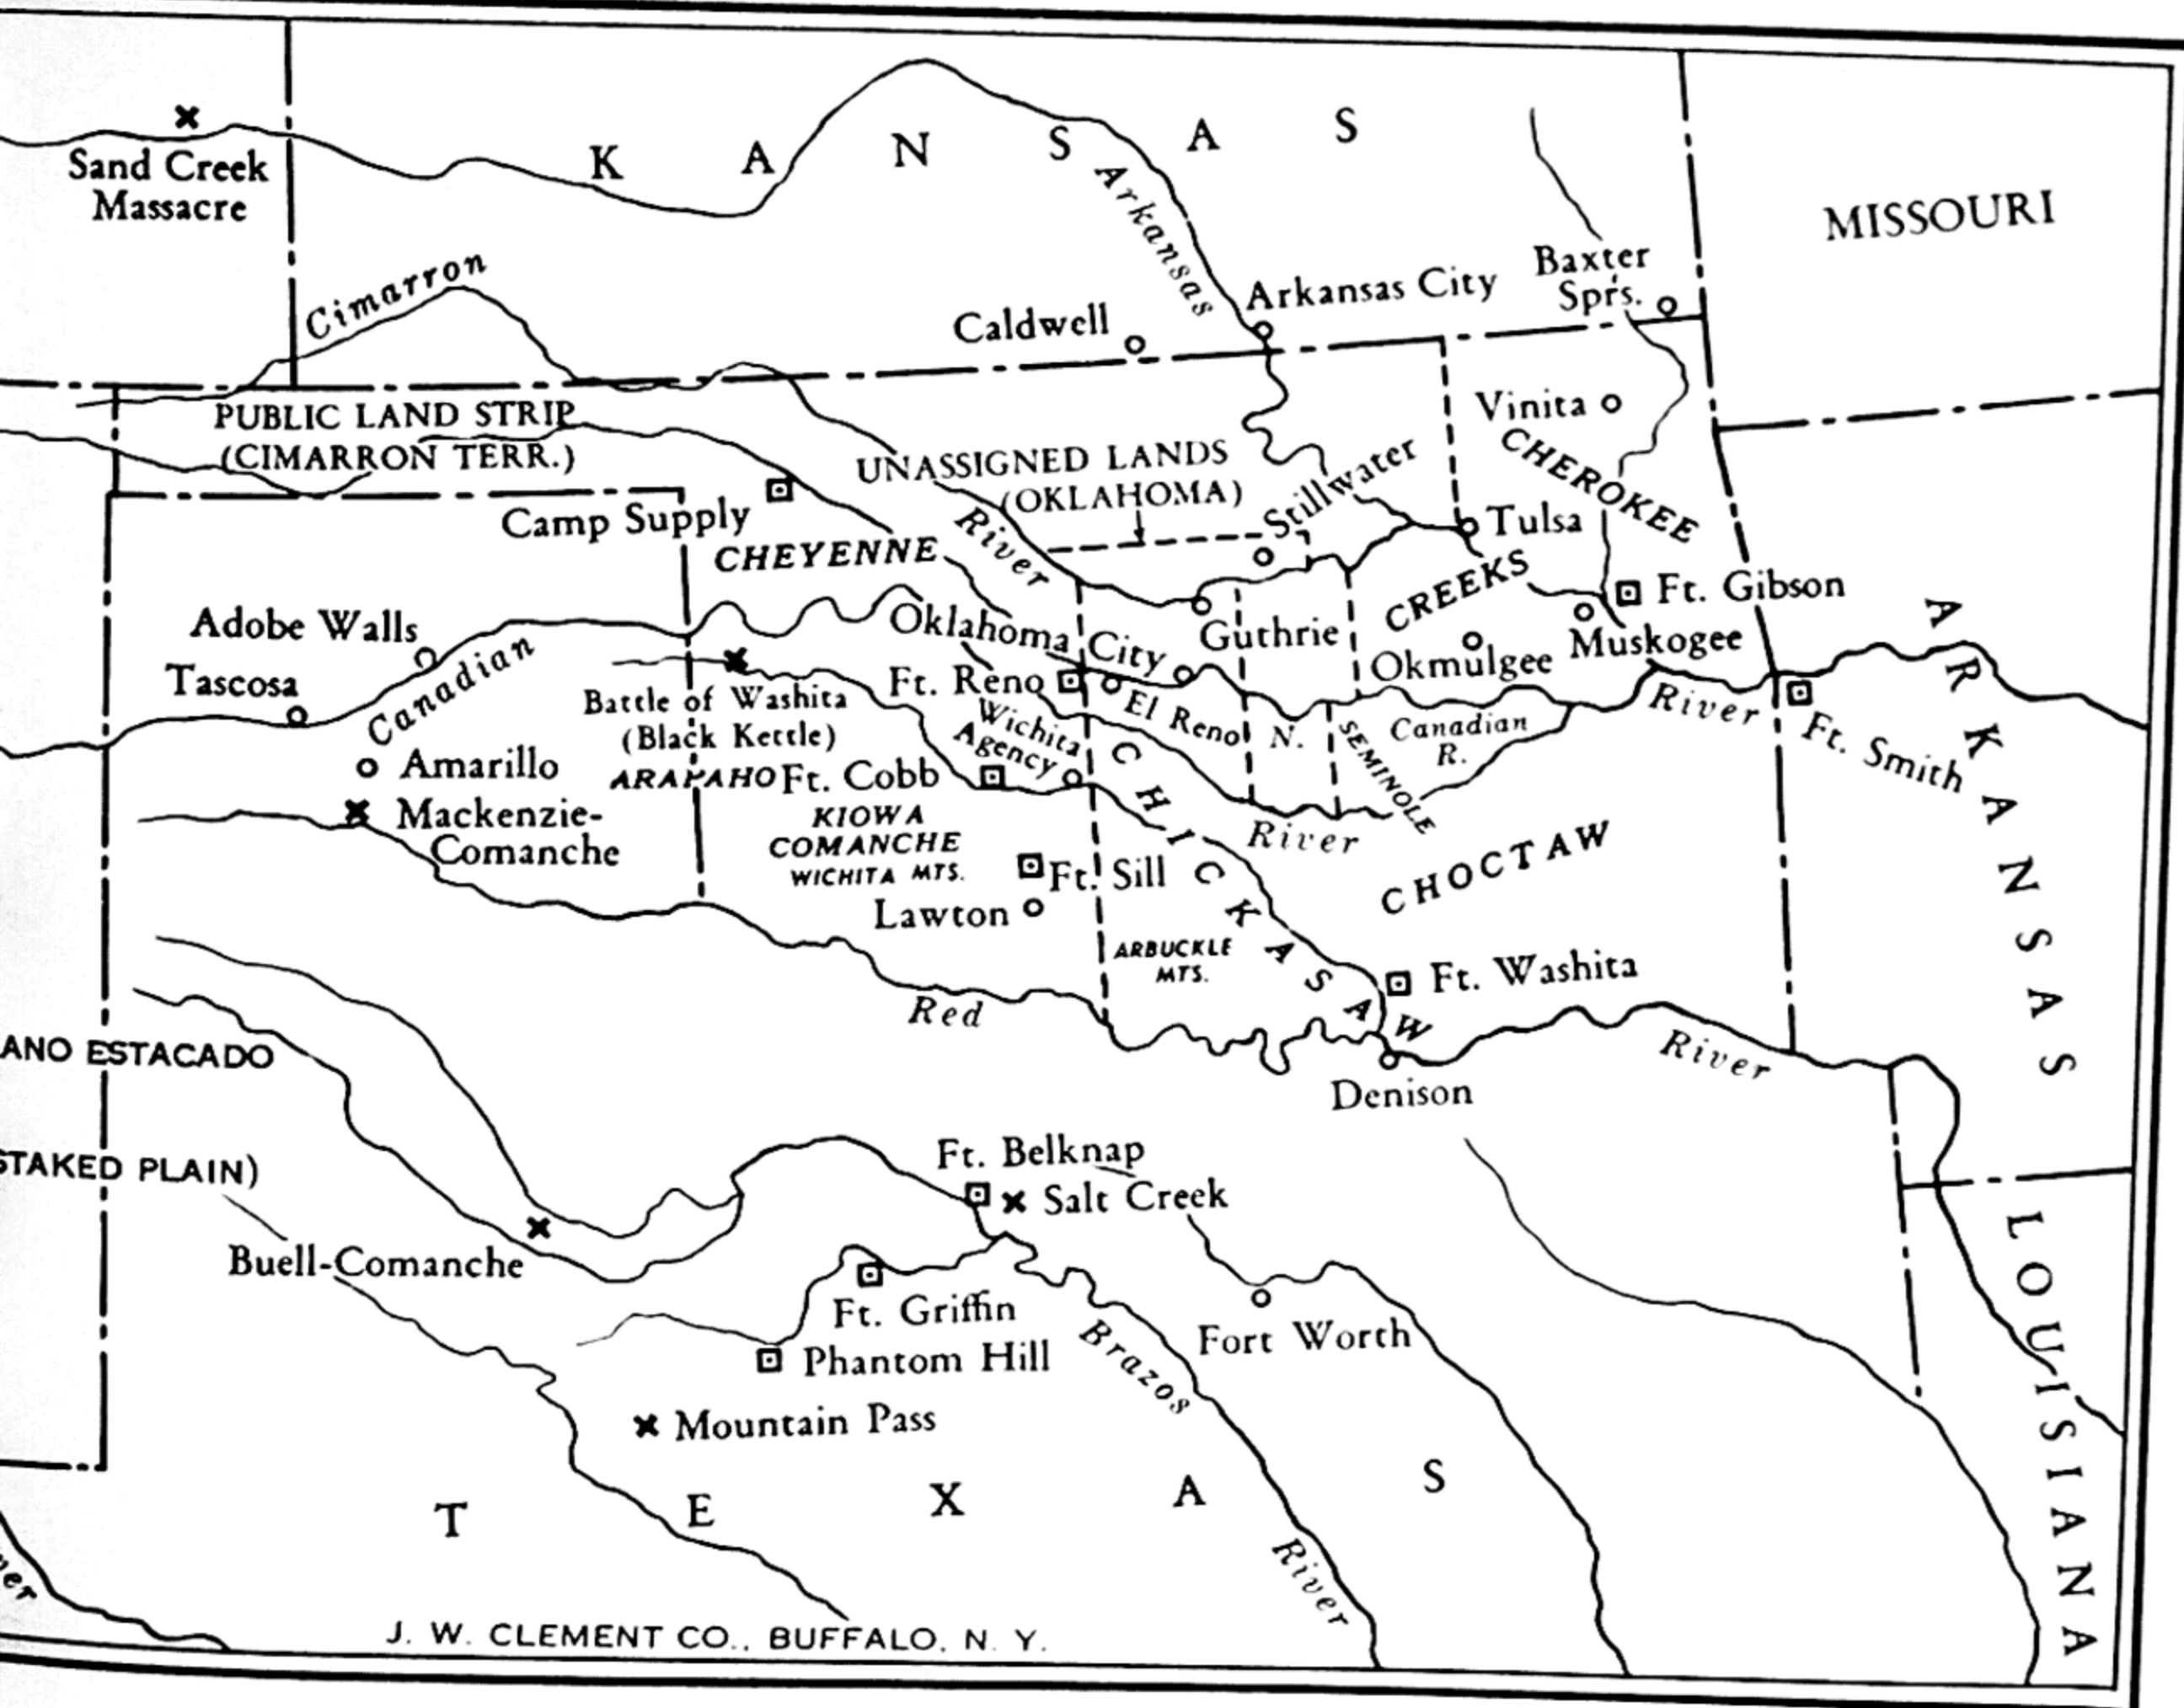 K A N S A S
Sand Creek
Massacre
Arkansas
MISSOURI
Cimarron
Caldwell
Arkansas City
Baxter
Sprs.
PUBLIC LAND STRIP
(CIMARRON TERR.)
UNASSIGNED LANDS
(OKLAHOMA)
Vinita
CHEROKEE
Stillwater
Camp Supply
River
Tulsa
CHEYENNE
CREEKS
Ft. Gibson
Adobe Walls
Oklahoma City
Guthrie
Muskogee
Okmulgee
ARKANSAS
Tascosa
Canadian
Ft. Reno
El Reno
N.
Canadian
R.
River
Ft. Smith
Battle of Washita
(Black Kettle)
Wichita
Agency
SEMINOLE
Amarillo
ARAPAHO
Ft. Cobb
CHICKASAW
Mackenzie-
Comanche
KIOWA
COMANCHE
WICHITA MTS.
River
CHOCTAW
Ft. Sill
Lawton
ARBUCKLE
MTS.
Ft. Washita
Red
River
ANO ESTACADO
Denison
STAKED PLAIN)
Ft. Belknap
Salt Creek
Buell-Comanche
Ft. Griffin
Fort Worth
Phantom Hill
Brazos
Mountain Pass
LOUISIANA
T E X A S
River
J. W. CLEMENT CO., BUFFALO, N. Y.